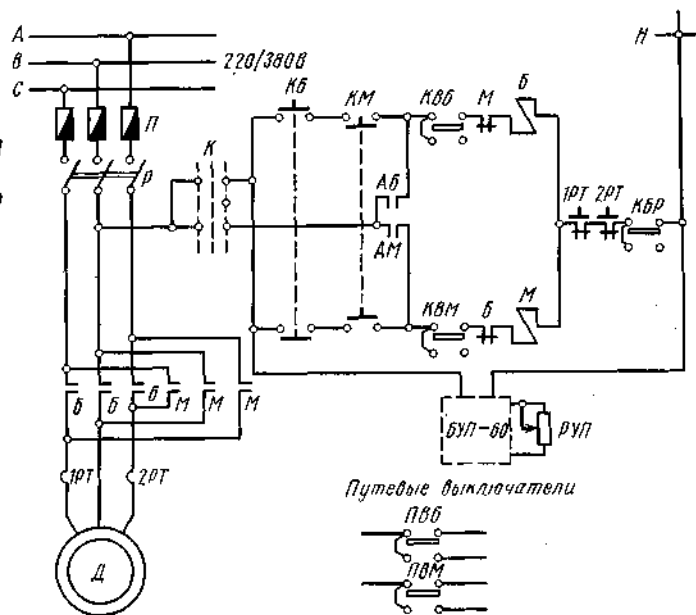 А
В
С
220/380В
П
Р
К
КБ
КМ
КВБ
М
Б
Н
АБ
АМ
1РТ
2РТ
КБР
КВМ
Б
М
Б
Б
Б
М
М
М
БУП-60
РУП
1РТ
2РТ
Д
Путевые выключатели
ПВБ
ПВМ